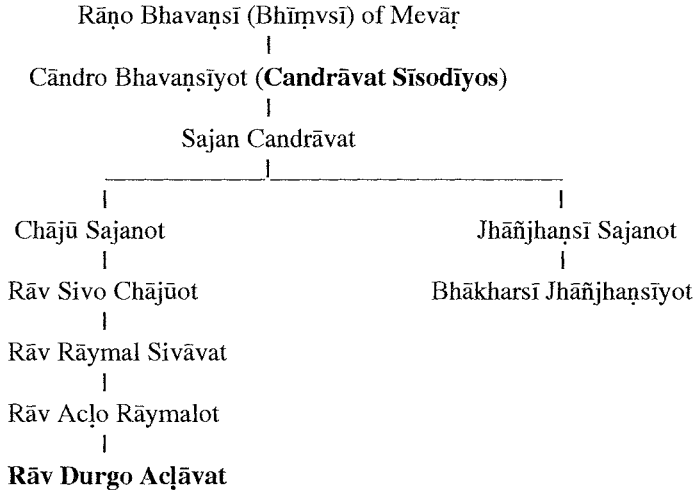 Rāṇo Bhavaṇsī (Bhīṃvsī) of Mevāṛ
Cāndro Bhavaṇsīyot (Candrāvat Sīsodīyos)
Sajan Candrāvat
Chājū Sajanot Jhāñjhaṇsī Sajanot
Rāv Sivo Chājūot Bhākharsī Jhāñjhaṇsīyot
Rāv Rāymal Sivāvat
Rāv Acḷo Rāymalot
Rāv Durgo Acḷāvat